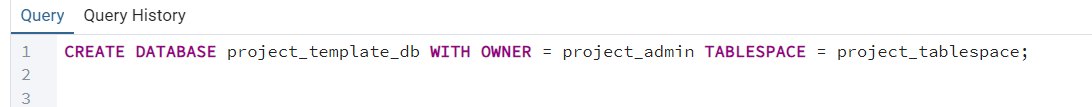 Query Query History
1 CREATE DATABASE project_template_db WITH OWNER = project_admin TABLESPACE = project_tablespace;
2
3